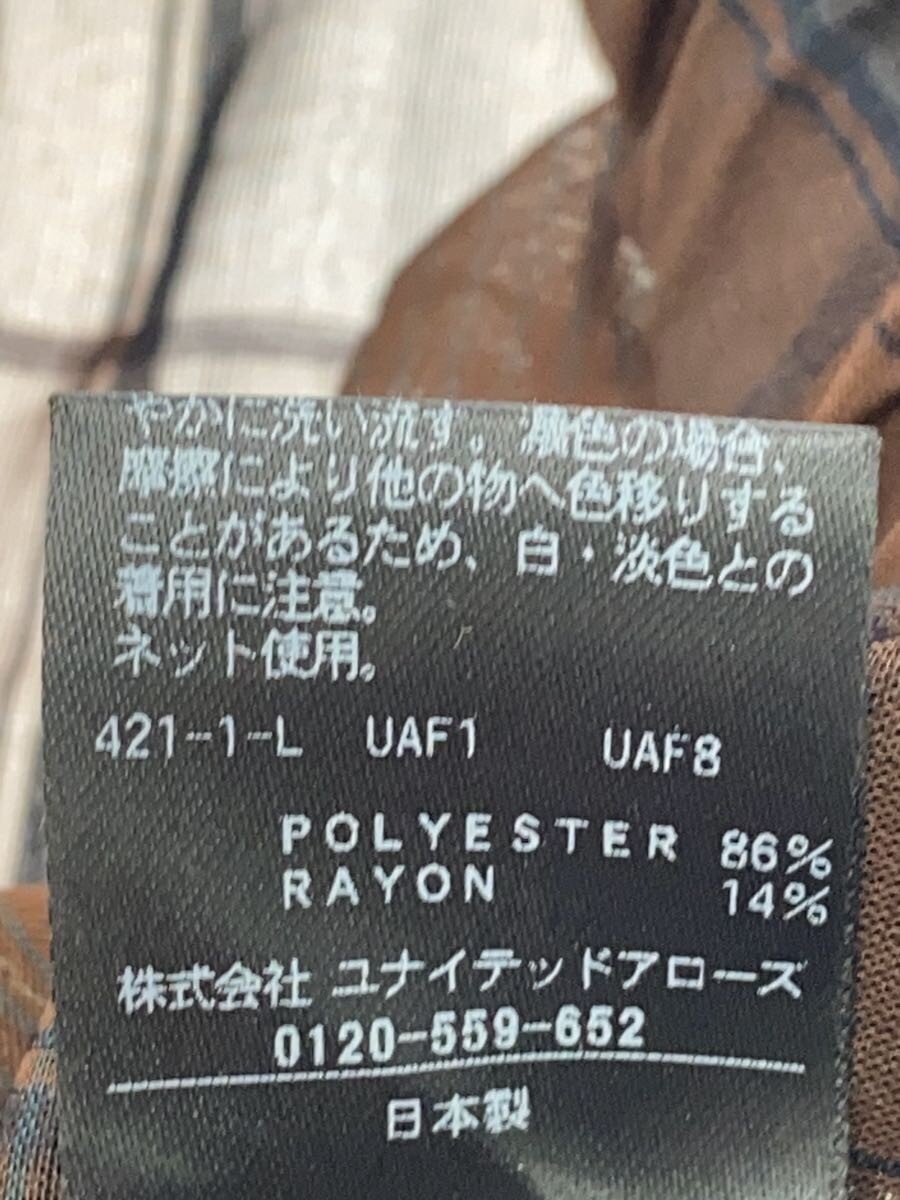 やかに洗い流す。濃色の場合、
摩擦により他の物へ色移りする
ことがあるため、白・淡色との
着用に注意。
ネット使用。
421-1-L UAF1 UAF8
POLYESTER 86%
RAYON 14%
株式会社 ユナイテッドアローズ
0120-559-652
日本製